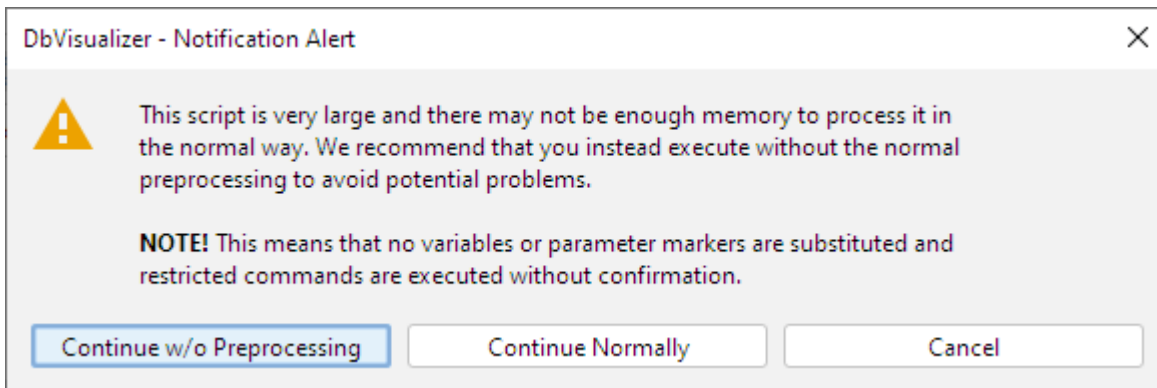 DbVisualizer - Notification Alert
This script is very large and there may not be enough memory to process it in
the normal way. We recommend that you instead execute without the normal
preprocessing to avoid potential problems.
NOTE! This means that no variables or parameter markers are substituted and
restricted commands are executed without confirmation.
Continue w/o Preprocessing
Continue Normally
Cancel